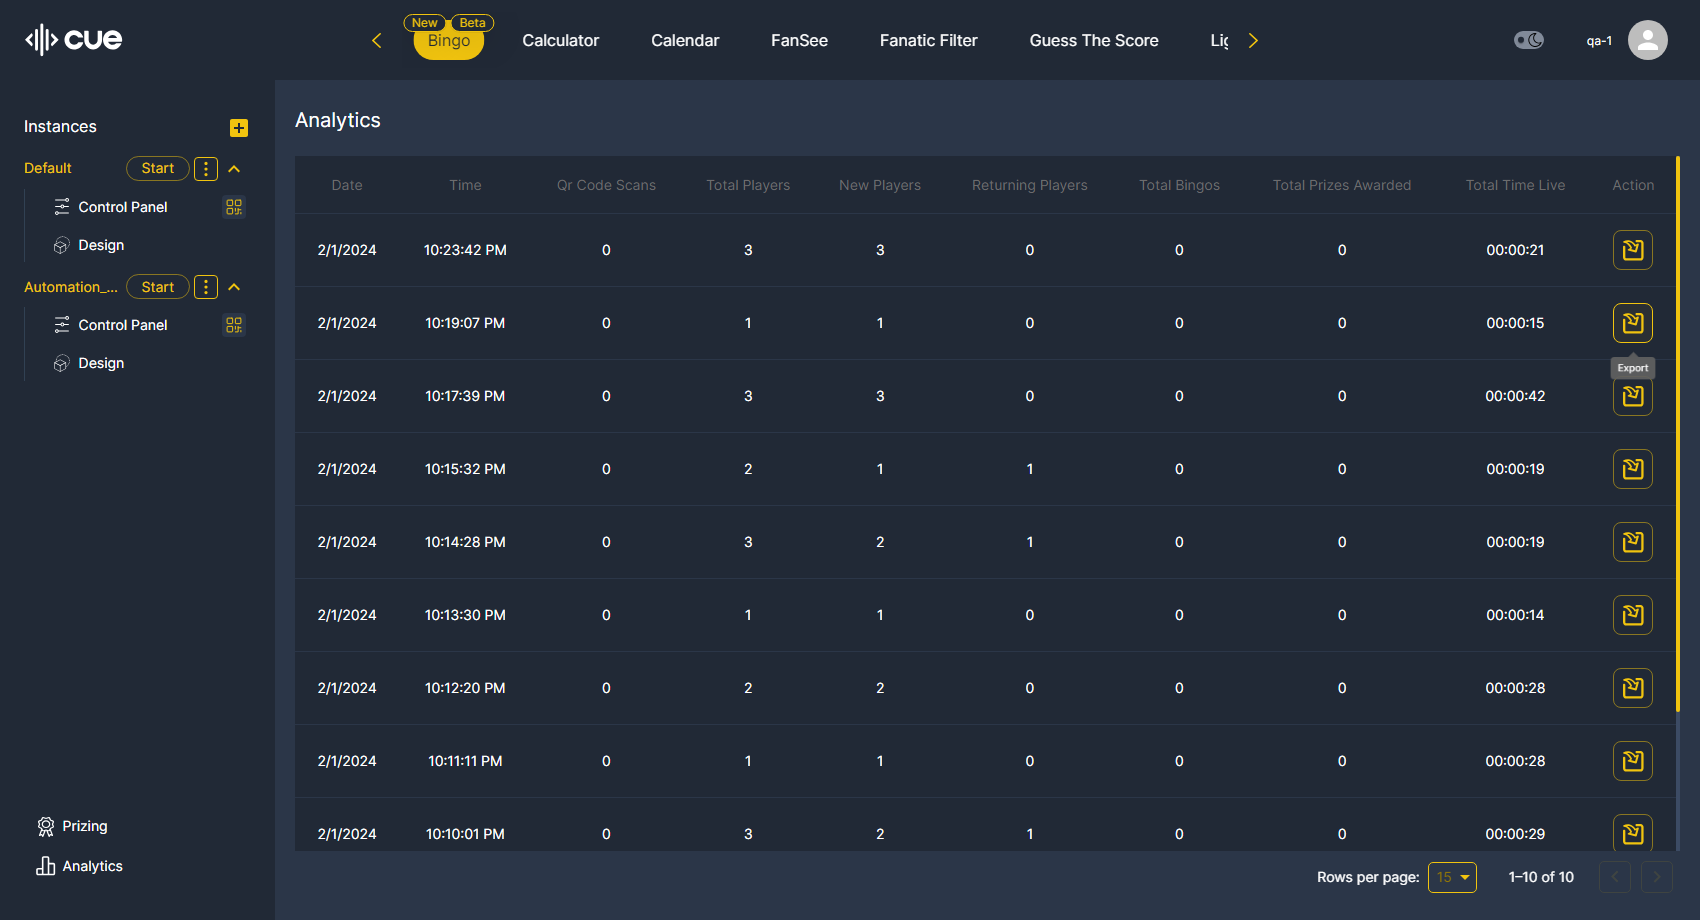 cue
New Beta
Bingo Calculator Calendar FanSee Fanatic Filter Guess The Score Lig
qa-1
Instances
Default Start
Control Panel
Design
Automation_... Start
Control Panel
Design
Prizing
Analytics
Analytics
Date Time Qr Code Scans Total Players New Players Returning Players Total Bingos Total Prizes Awarded Total Time Live Action
2/1/2024 10:23:42 PM 0 3 3 0 0 0 00:00:21
2/1/2024 10:19:07 PM 0 1 1 0 0 0 00:00:15
Export
2/1/2024 10:17:39 PM 0 3 3 0 0 0 00:00:42
2/1/2024 10:15:32 PM 0 2 1 1 0 0 00:00:19
2/1/2024 10:14:28 PM 0 3 2 1 0 0 00:00:19
2/1/2024 10:13:30 PM 0 1 1 0 0 0 00:00:14
2/1/2024 10:12:20 PM 0 2 2 0 0 0 00:00:28
2/1/2024 10:11:11 PM 0 1 1 0 0 0 00:00:28
2/1/2024 10:10:01 PM 0 3 2 1 0 0 00:00:29
Rows per page: 15 1–10 of 10